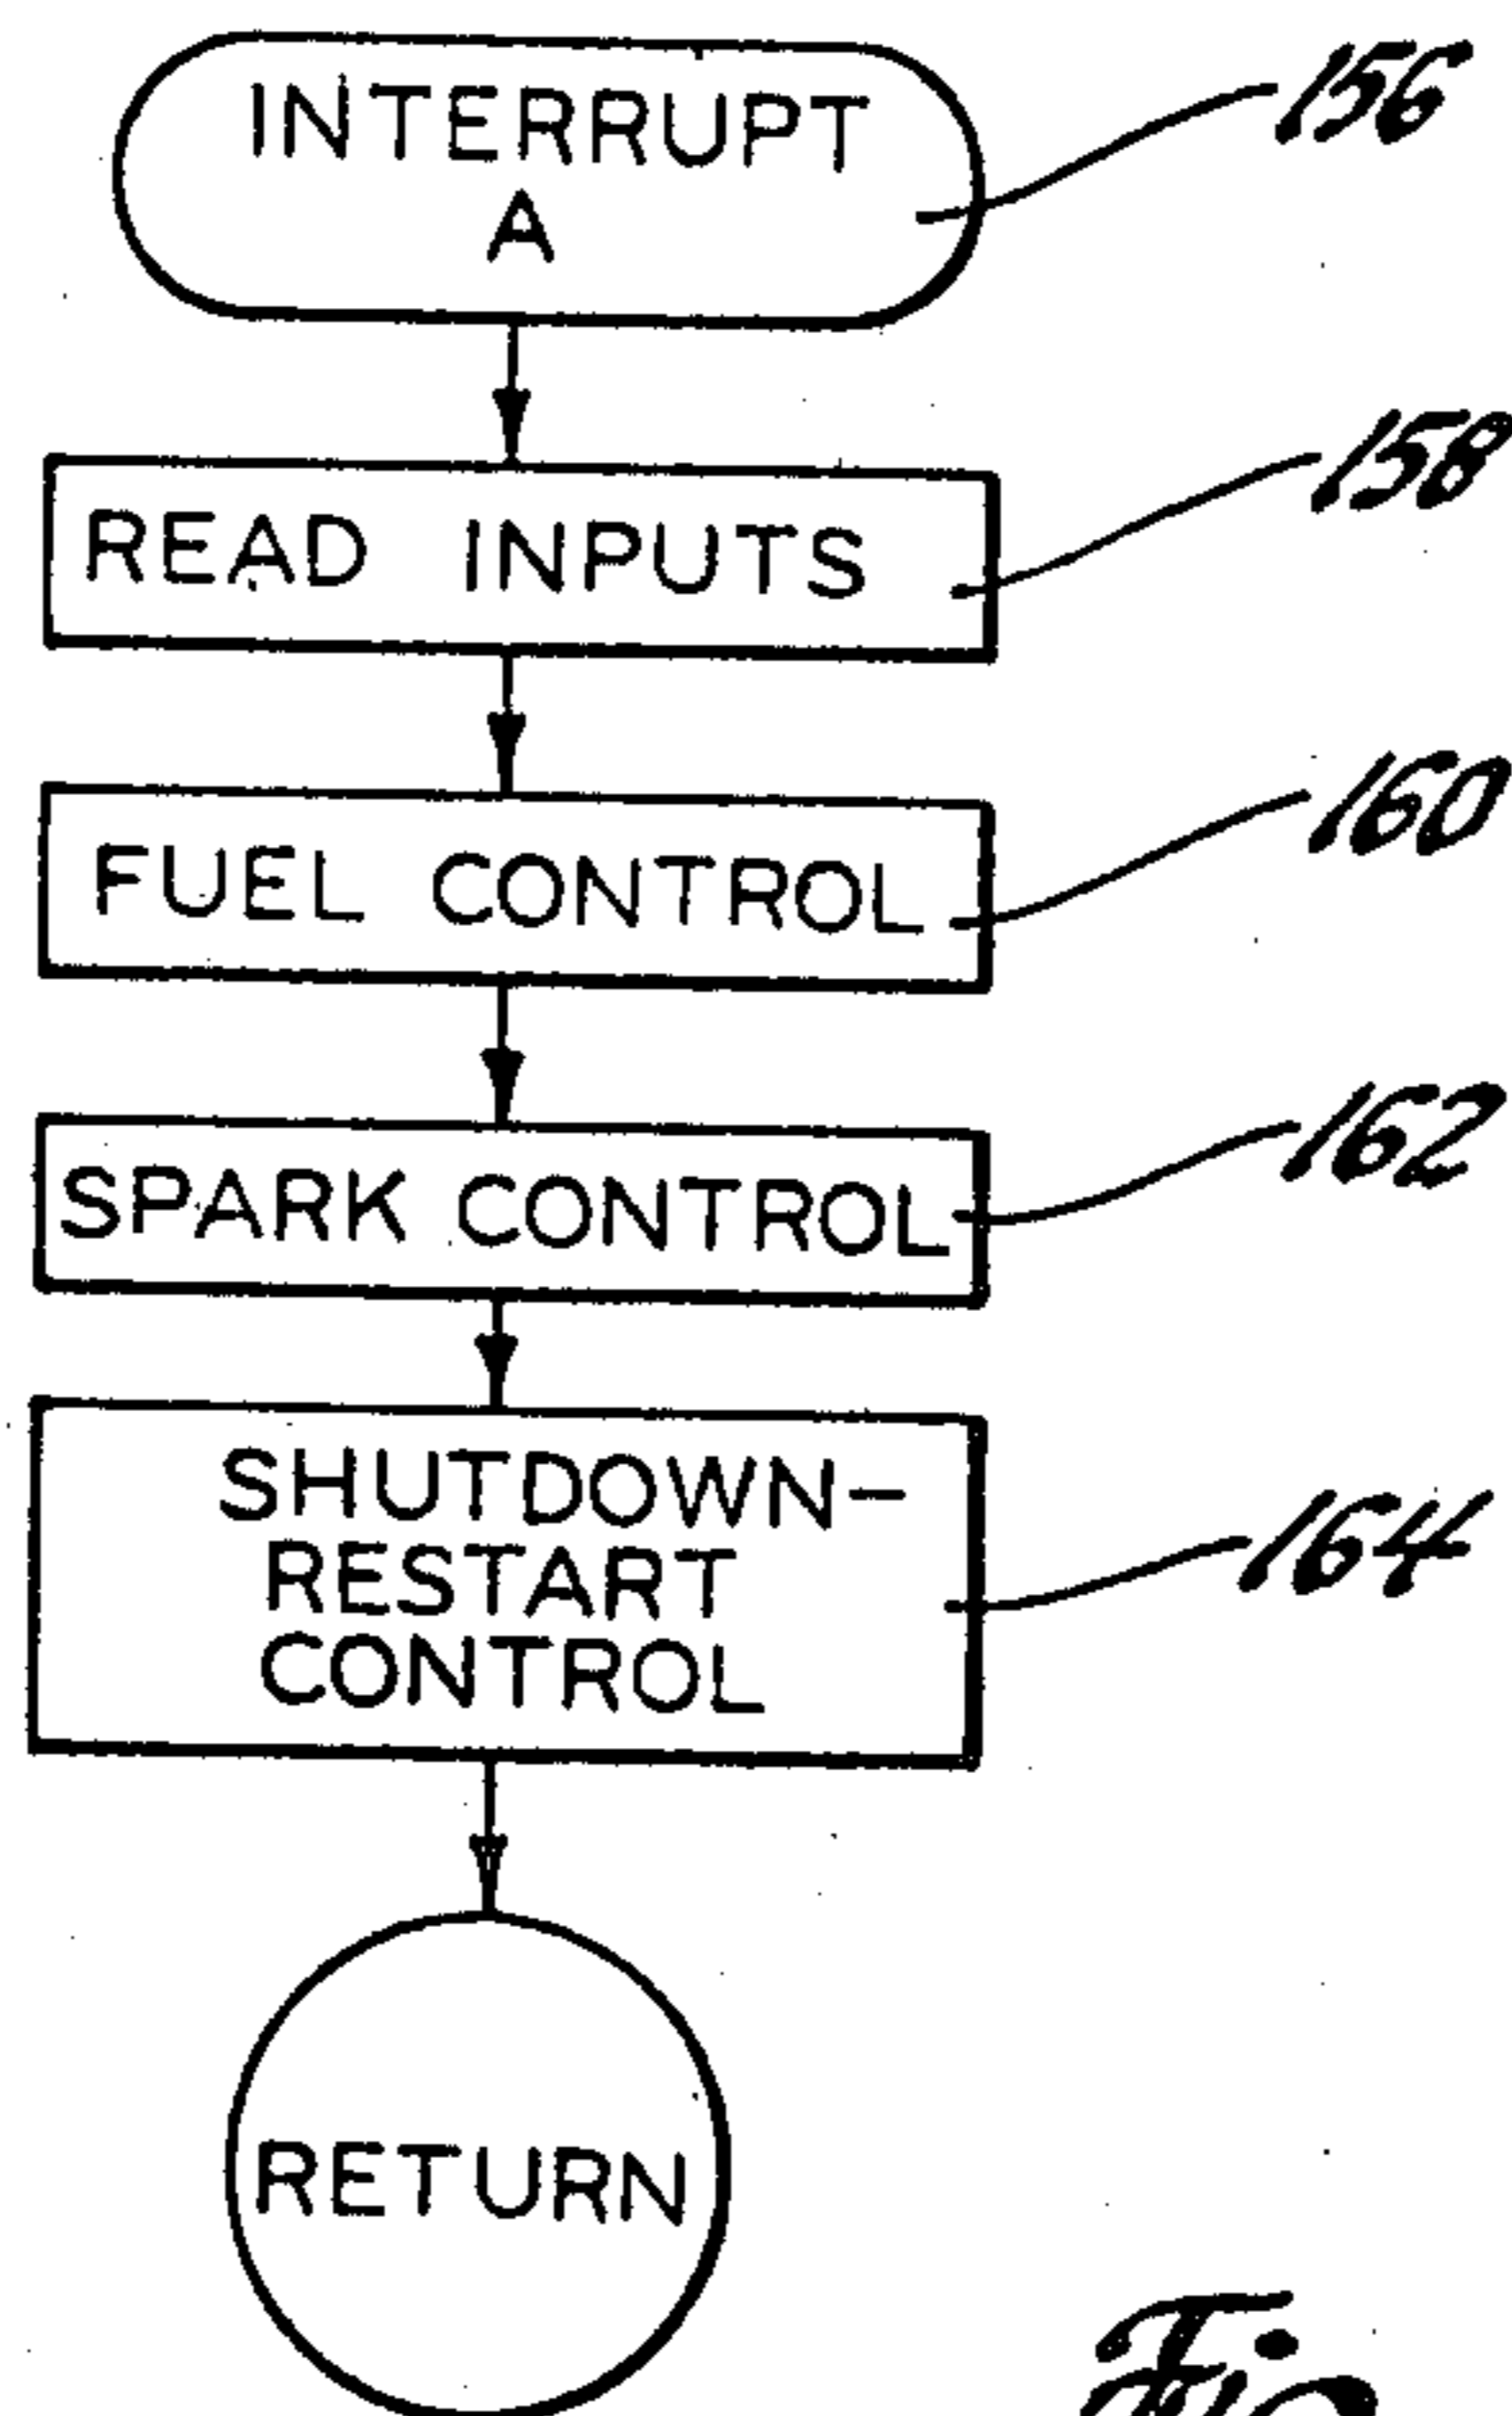 INTERRUPT
A
156
READ INPUTS
158
FUEL CONTROL
160
SPARK CONTROL
162
SHUTDOWN-
RESTART
CONTROL
164
RETURN